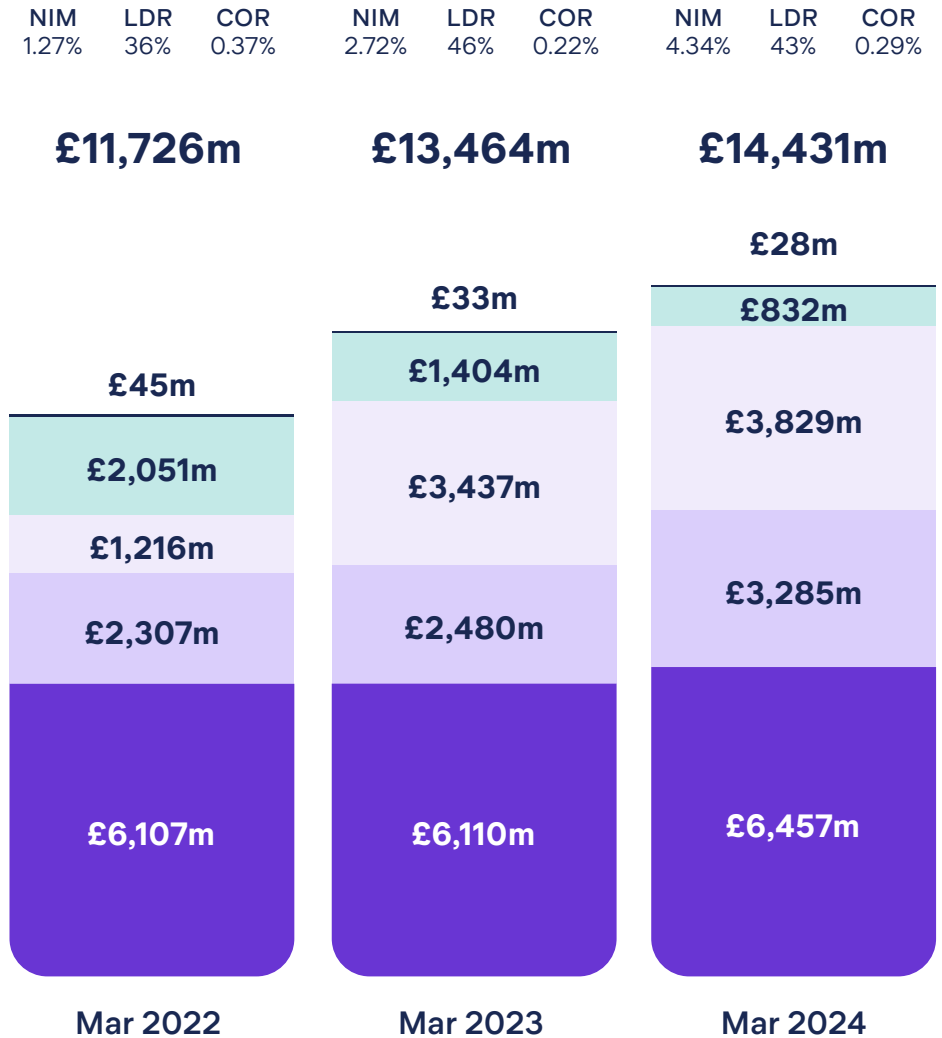 NIM LDR COR NIM LDR COR NIM LDR COR
1.27% 36% 0.37% 2.72% 46% 0.22% 4.34% 43% 0.29%
£11,726m £13,464m £14,431m
£28m
£33m
£832m
£1,404m
£45m
£3,829m
£2,051m
£3,437m
£1,216m
£3,285m
£2,480m
£2,307m
£6,457m
£6,107m £6,110m
Mar 2022 Mar 2023 Mar 2024